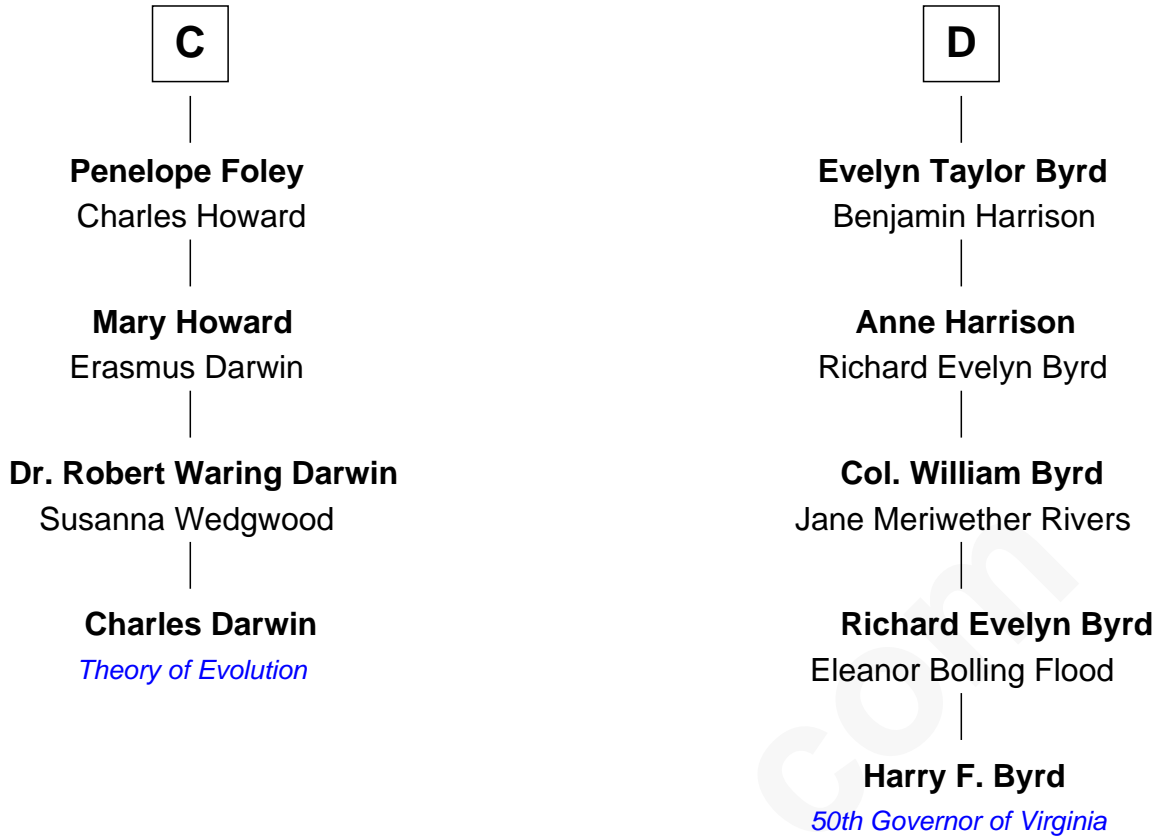 C
Penelope Foley
Charles Howard
Mary Howard
Erasmus Darwin
Dr. Robert Waring Darwin
Susanna Wedgwood
Charles Darwin
Theory of Evolution
D
Evelyn Taylor Byrd
Benjamin Harrison
Anne Harrison
Richard Evelyn Byrd
Col. William Byrd
Jane Meriwether Rivers
Richard Evelyn Byrd
Eleanor Bolling Flood
Harry F. Byrd
50th Governor of Virginia
com